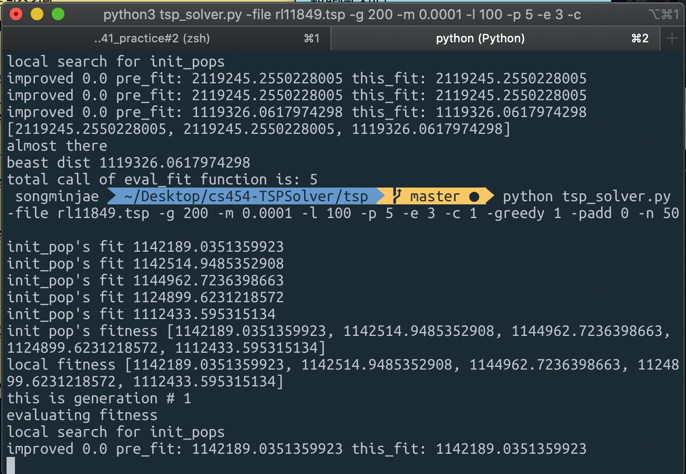 python3 tsp_solver.py -file rl11849.tsp -g 200 -m 0.0001 -l 100 -p 5 -e 3 -c ⌥⌘1
..41_practice#2 (zsh) ⌘1 python (Python) ⌘2 +
local search for init_pops
improved 0.0 pre_fit: 2119245.2550228005 this_fit: 2119245.2550228005
improved 0.0 pre_fit: 2119245.2550228005 this_fit: 2119245.2550228005
improved 0.0 pre_fit: 1119326.0617974298 this_fit: 1119326.0617974298
[2119245.2550228005, 2119245.2550228005, 1119326.0617974298]
almost there
beast dist 1119326.0617974298
total call of eval_fit function is: 5
songminjae ~/Desktop/cs454-TSPSolver/tsp master ● python tsp_solver.py
-file rl11849.tsp -g 200 -m 0.0001 -l 100 -p 5 -e 3 -c 1 -greedy 1 -padd 0 -n 50
init_pop's fit 1142189.0351359923
init_pop's fit 1142514.9485352908
init_pop's fit 1144962.7236398663
init_pop's fit 1124899.6231218572
init_pop's fit 1112433.595315134
init pop's fitness [1142189.0351359923, 1142514.9485352908, 1144962.7236398663,
1124899.6231218572, 1112433.595315134]
local fitness [1142189.0351359923, 1142514.9485352908, 1144962.7236398663, 11248
99.6231218572, 1112433.595315134]
this is generation # 1
evaluating fitness
local search for init_pops
improved 0.0 pre_fit: 1142189.0351359923 this_fit: 1142189.0351359923